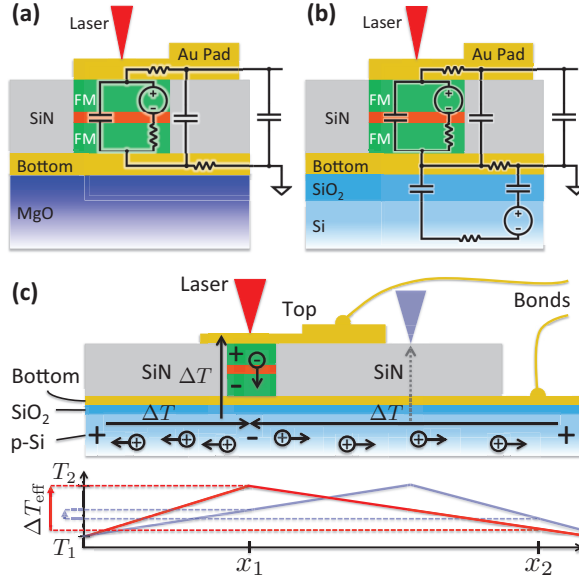 (a)
Laser
Au Pad
FM
SiN
FM
Bottom
MgO
(b)
Laser
Au Pad
FM
SiN
FM
Bottom
SiO2
Si
+
-
+
-
+
-
(c)
Laser
Top
Bonds
SiN
ΔT
+
-
-
SiN
Bottom
SiO2
p-Si
ΔT
ΔT
+
-
+
+ + + + + + +
T2
ΔTeff
T1
x1
x2